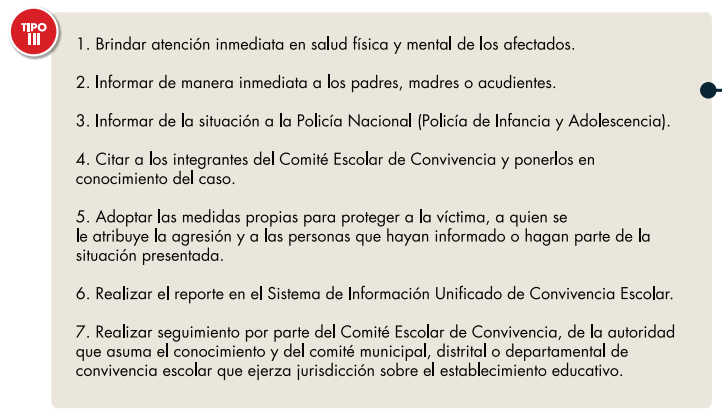 TIPO
III
1. Brindar atención inmediata en salud física y mental de los afectados.
2. Informar de manera inmediata a los padres, madres o acudientes.
3. Informar de la situación a la Policía Nacional (Policía de Infancia y Adolescencia).
4. Citar a los integrantes del Comité Escolar de Convivencia y ponerlos en
conocimiento del caso.
5. Adoptar las medidas propias para proteger a la víctima, a quien se
le atribuye la agresión y a las personas que hayan informado o hagan parte de la
situación presentada.
6. Realizar el reporte en el Sistema de Información Unificado de Convivencia Escolar.
7. Realizar seguimiento por parte del Comité Escolar de Convivencia, de la autoridad
que asuma el conocimiento y del comité municipal, distrital o departamental de
convivencia escolar que ejerza jurisdicción sobre el establecimiento educativo.